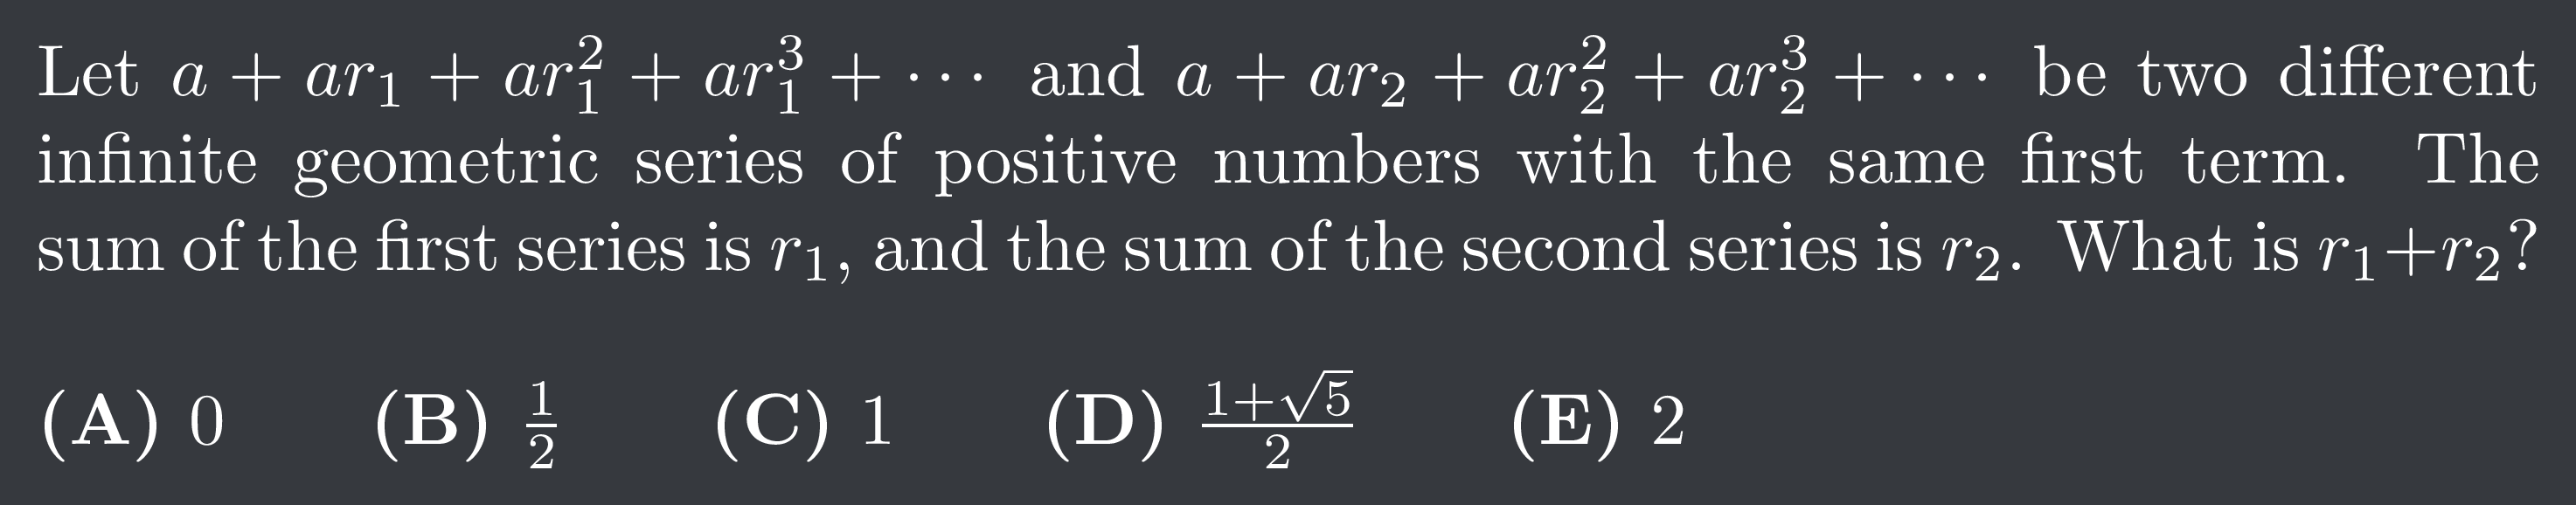 Let a + ar₁ + ar₁² + ar₁³ + ··· and a + ar₂ + ar₂² + ar₂³ + ··· be two different
infinite geometric series of positive numbers with the same first term. The
sum of the first series is r₁, and the sum of the second series is r₂. What is r₁+r₂?
(A) 0 (B) 1/2 (C) 1 (D) (1+√5)/2 (E) 2